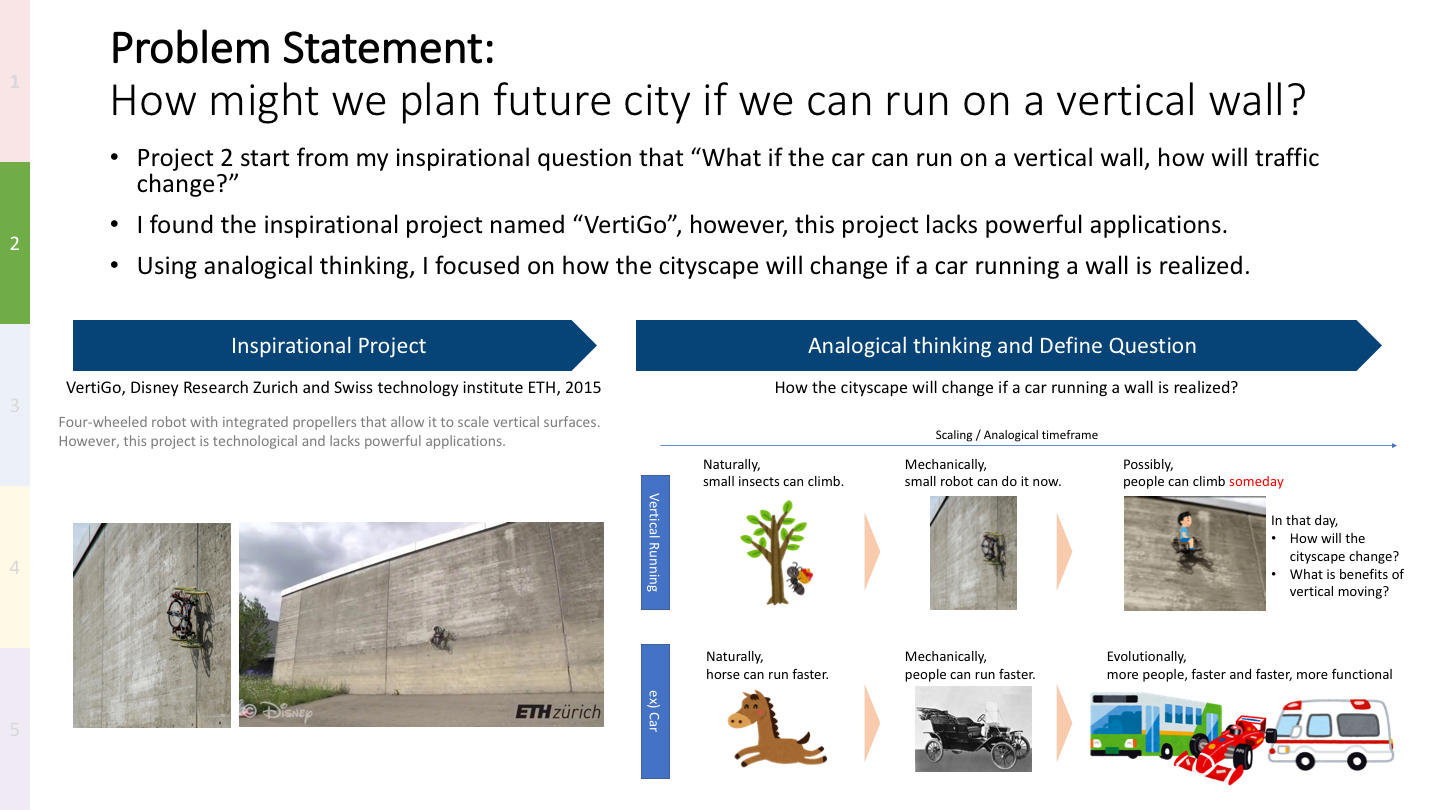 Problem Statement:
How might we plan future city if we can run on a vertical wall?
• Project 2 start from my inspirational question that “What if the car can run on a vertical wall, how will traffic
change?”
• I found the inspirational project named “VertiGo”, however, this project lacks powerful applications.
• Using analogical thinking, I focused on how the cityscape will change if a car running a wall is realized.
1
2
3
4
5
Inspirational Project
VertiGo, Disney Research Zurich and Swiss technology institute ETH, 2015
Four-wheeled robot with integrated propellers that allow it to scale vertical surfaces.
However, this project is technological and lacks powerful applications.
© Disney
ETH zürich
Analogical thinking and Define Question
How the cityscape will change if a car running a wall is realized?
Scaling / Analogical timeframe
Vertical Running
Naturally,
small insects can climb.
Mechanically,
small robot can do it now.
Possibly,
people can climb someday
In that day,
• How will the
cityscape change?
• What is benefits of
vertical moving?
ex) Car
Naturally,
horse can run faster.
Mechanically,
people can run faster.
Evolutionally,
more people, faster and faster, more functional